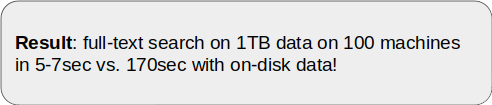 Result: full-text search on 1TB data on 100 machines
in 5-7sec vs. 170sec with on-disk data!